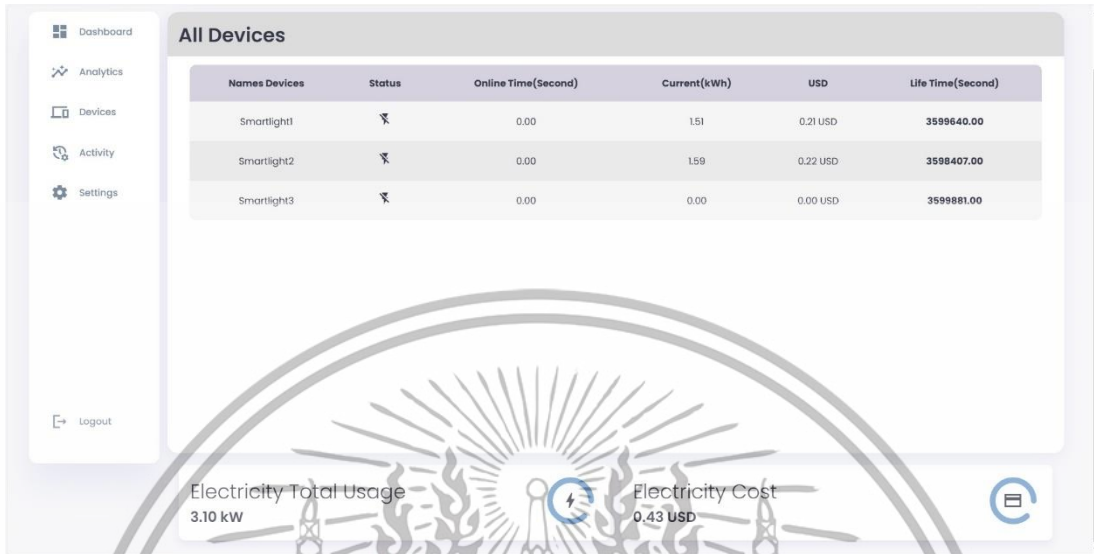 Dashboard
Analytics
Devices
Activity
Settings
Logout
All Devices
Names Devices Status Online Time(Second) Current(kWh) USD Life Time(Second)
Smartlight1 0.00 1.51 0.21 USD 3599640.00
Smartlight2 0.00 1.59 0.22 USD 3598407.00
Smartlight3 0.00 0.00 0.00 USD 3599881.00
Electricity Total Usage
3.10 kW
Electricity Cost
0.43 USD